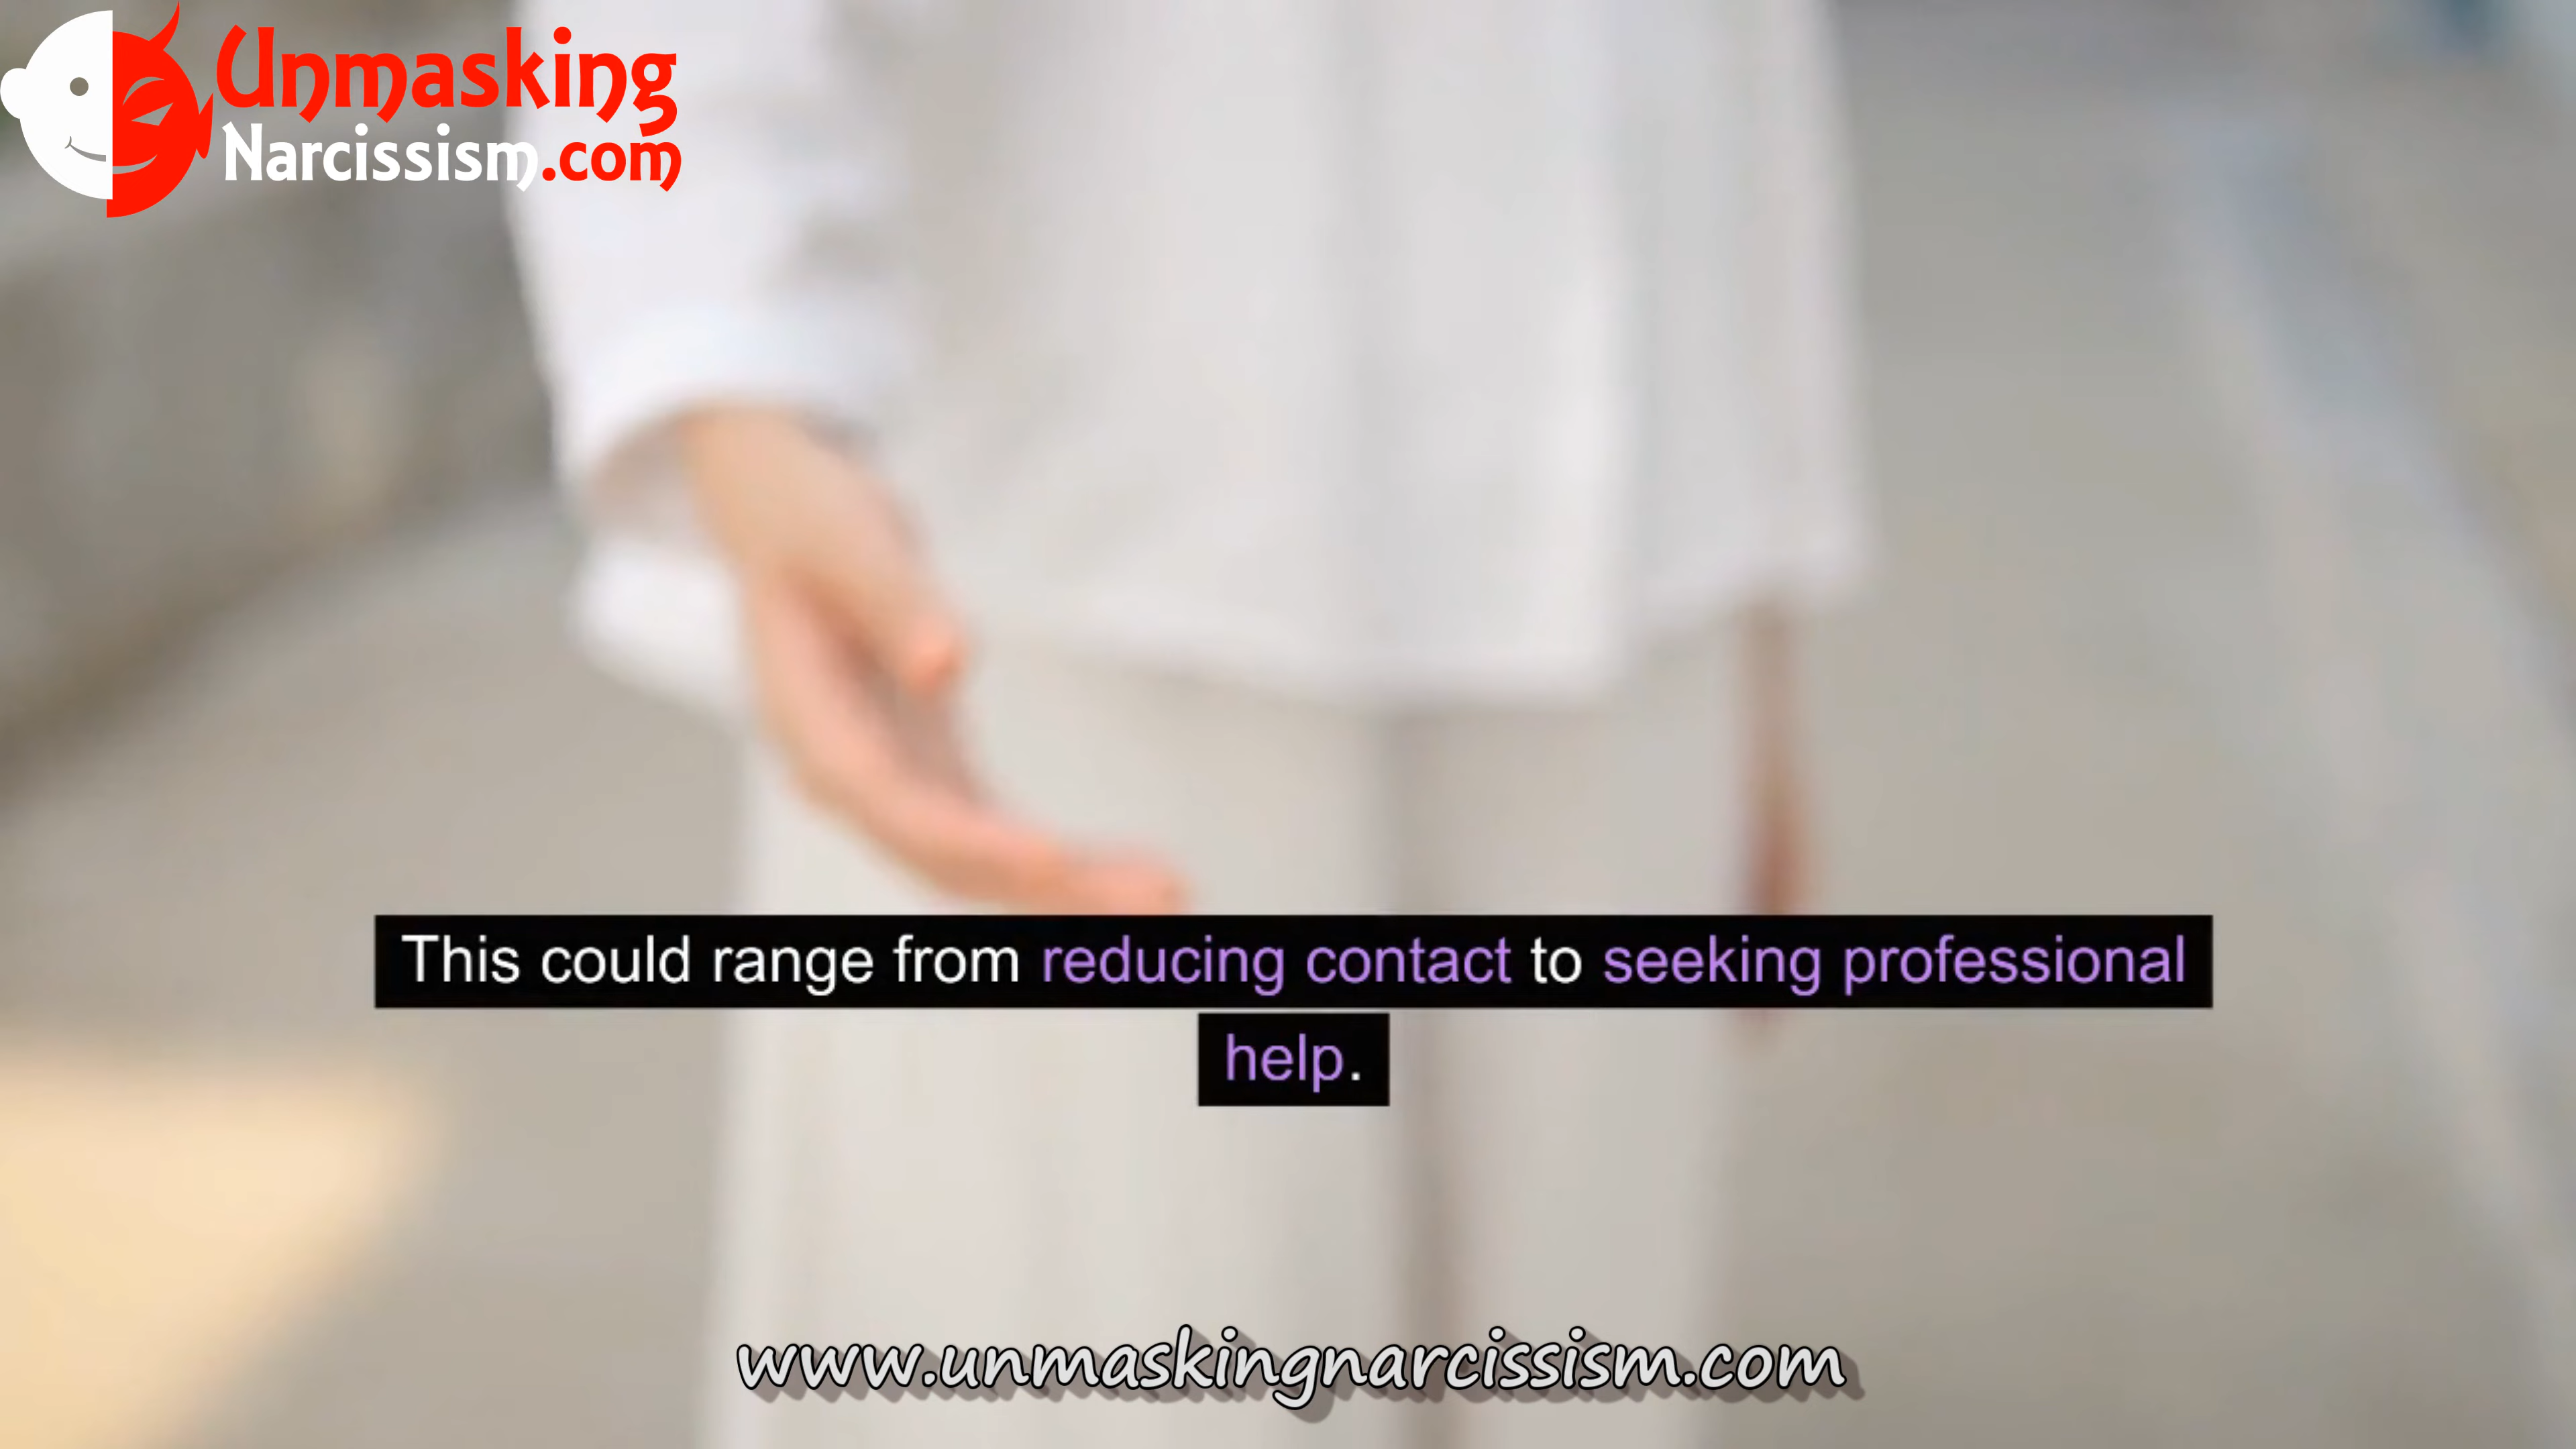 Unmasking
Narcissism.com
This could range from reducing contact to seeking professional
help.
www.unmaskingnarcissism.com